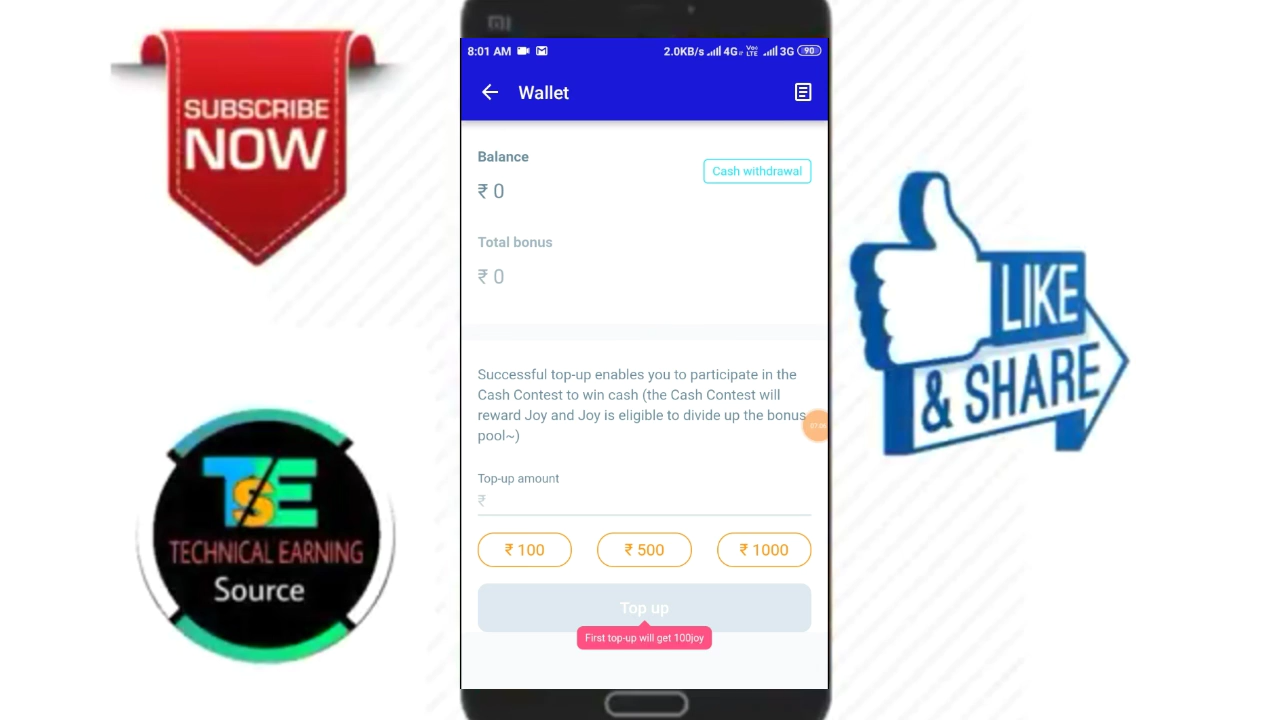 SUBSCRIBE
NOW
TSE
TECHNICAL EARNING
Source
mi
8:01 AM 2.0KB/s 4G Vo LTE 3G 90
Wallet
Balance
₹ 0
Cash withdrawal
Total bonus
₹ 0
Successful top-up enables you to participate in the
Cash Contest to win cash (the Cash Contest will
reward Joy and Joy is eligible to divide up the bonus
pool~)
Top-up amount
₹
₹ 100 ₹ 500 ₹ 1000
Top up
First top-up will get 100joy
LIKE
& SHARE